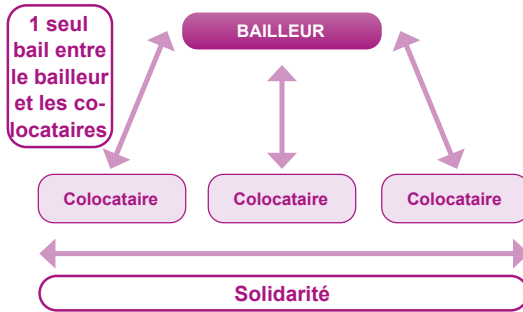 1 seul
bail entre
le bailleur
et les co-
locataires
BAILLEUR
Colocataire Colocataire Colocataire
Solidarité